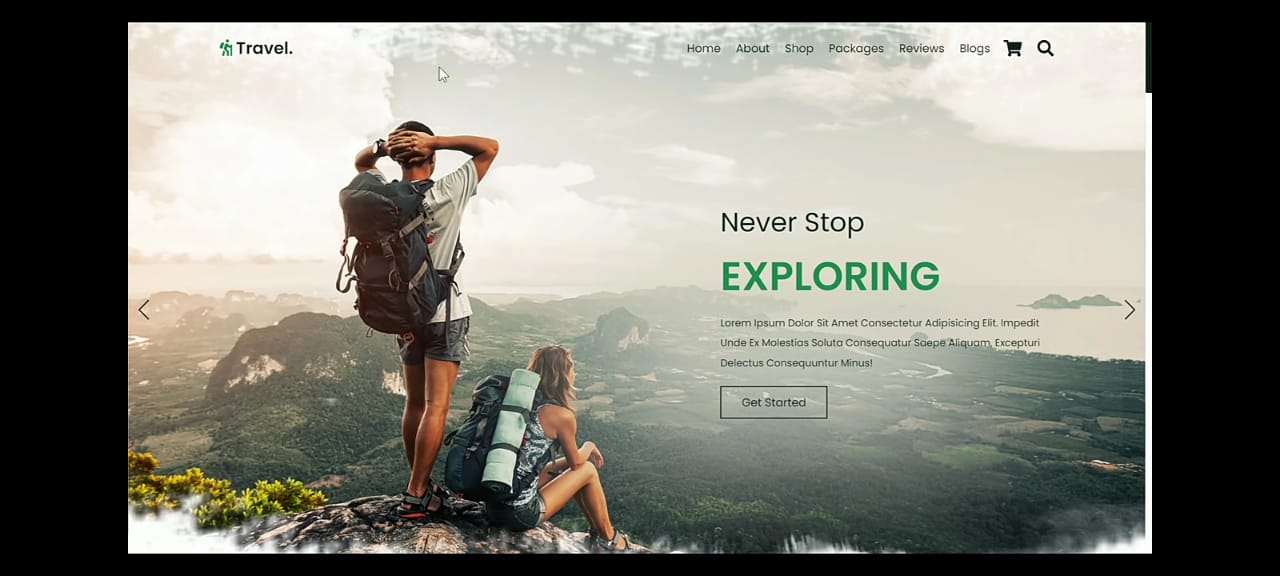 Travel.
Home About Shop Packages Reviews Blogs
Never Stop
EXPLORING
Lorem Ipsum Dolor Sit Amet Consectetur Adipisicing Elit. Impedit
Unde Ex Molestias Soluta Consequatur Saepe Aliquam, Excepturi
Delectus Consequuntur Minus!
Get Started